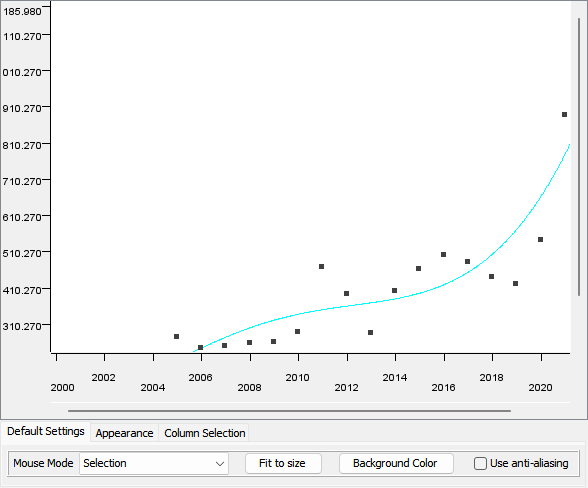 185.980
110.270
010.270
910.270
810.270
710.270
610.270
510.270
410.270
310.270
2002 2006 2010 2014 2018
2000 2004 2008 2012 2016 2020
Default Settings Appearance Column Selection
Mouse Mode Selection Fit to size Background Color Use anti-aliasing